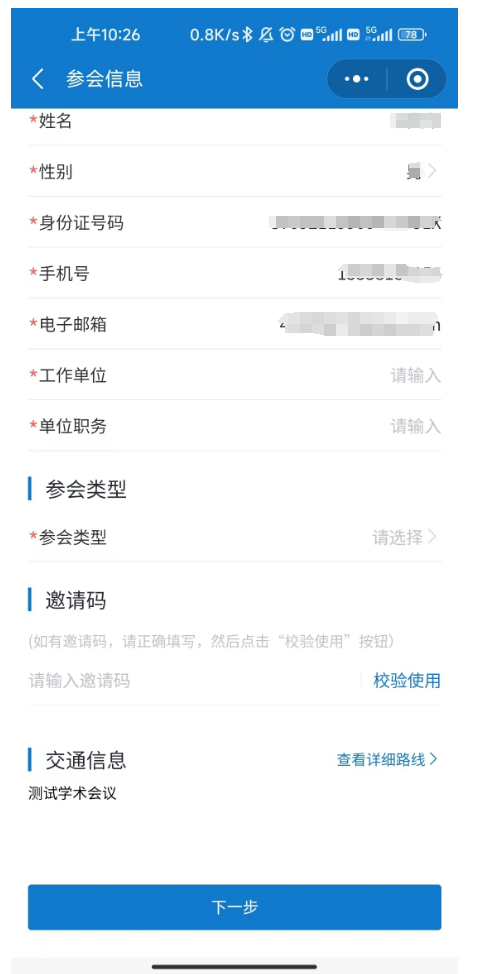 上午10:26 0.8K/s HD 5G HD 5G 78
参会信息
*姓名
*性别
*身份证号码
*手机号
*电子邮箱
*工作单位 请输入
*单位职务 请输入
参会类型
*参会类型 请选择
邀请码
(如有邀请码，请正确填写，然后点击“校验使用”按钮)
请输入邀请码 校验使用
交通信息 查看详细路线
测试学术会议
下一步